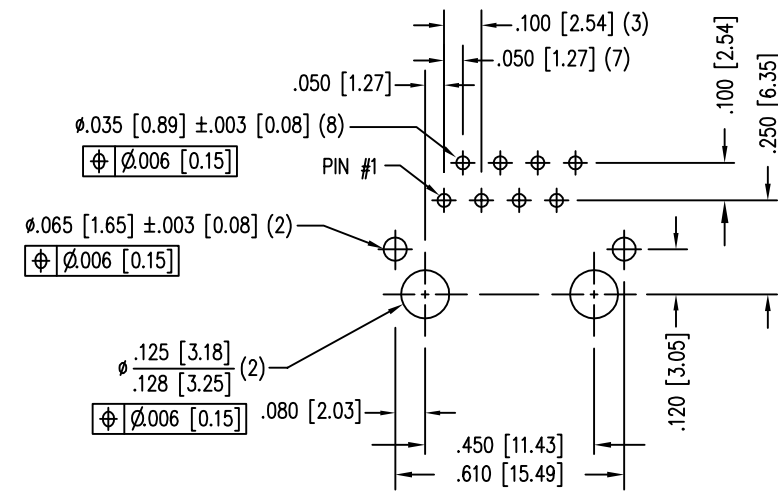 .100 [2.54] (3)
.050 [1.27] (7)
.050 [1.27]
.100 [2.54]
.250 [6.35]
ø.035 [0.89] ±.003 [0.08] (8)
⌖ Ø.006 [0.15]
PIN #1
ø.065 [1.65] ±.003 [0.08] (2)
⌖ Ø.006 [0.15]
ø .125 [3.18]
.128 [3.25] (2)
⌖ Ø.006 [0.15]
.080 [2.03]
.120 [3.05]
.450 [11.43]
.610 [15.49]